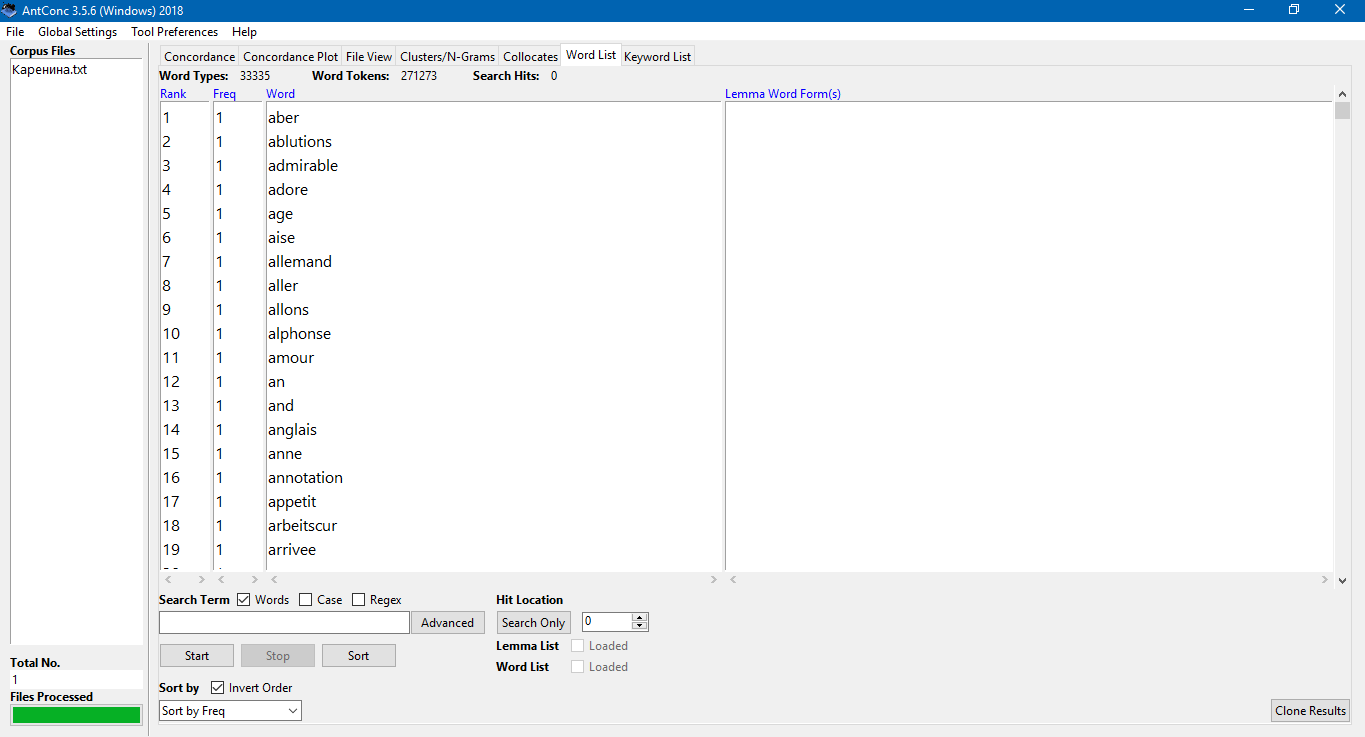 AntConc 3.5.6 (Windows) 2018
File Global Settings Tool Preferences Help
Corpus Files
Каренина.txt
Concordance Concordance Plot File View Clusters/N-Grams Collocates Word List Keyword List
Word Types: 33335 Word Tokens: 271273 Search Hits: 0
Rank Freq Word Lemma Word Form(s)
1 1 aber
2 1 ablutions
3 1 admirable
4 1 adore
5 1 age
6 1 aise
7 1 allemand
8 1 aller
9 1 allons
10 1 alphonse
11 1 amour
12 1 an
13 1 and
14 1 anglais
15 1 anne
16 1 annotation
17 1 appetit
18 1 arbeitscur
19 1 arrivee
Search Term Words Case Regex Hit Location
Advanced Search Only 0
Lemma List Loaded
Start Stop Sort
Word List Loaded
Total No.
1
Files Processed
Sort by Invert Order
Sort by Freq
Clone Results